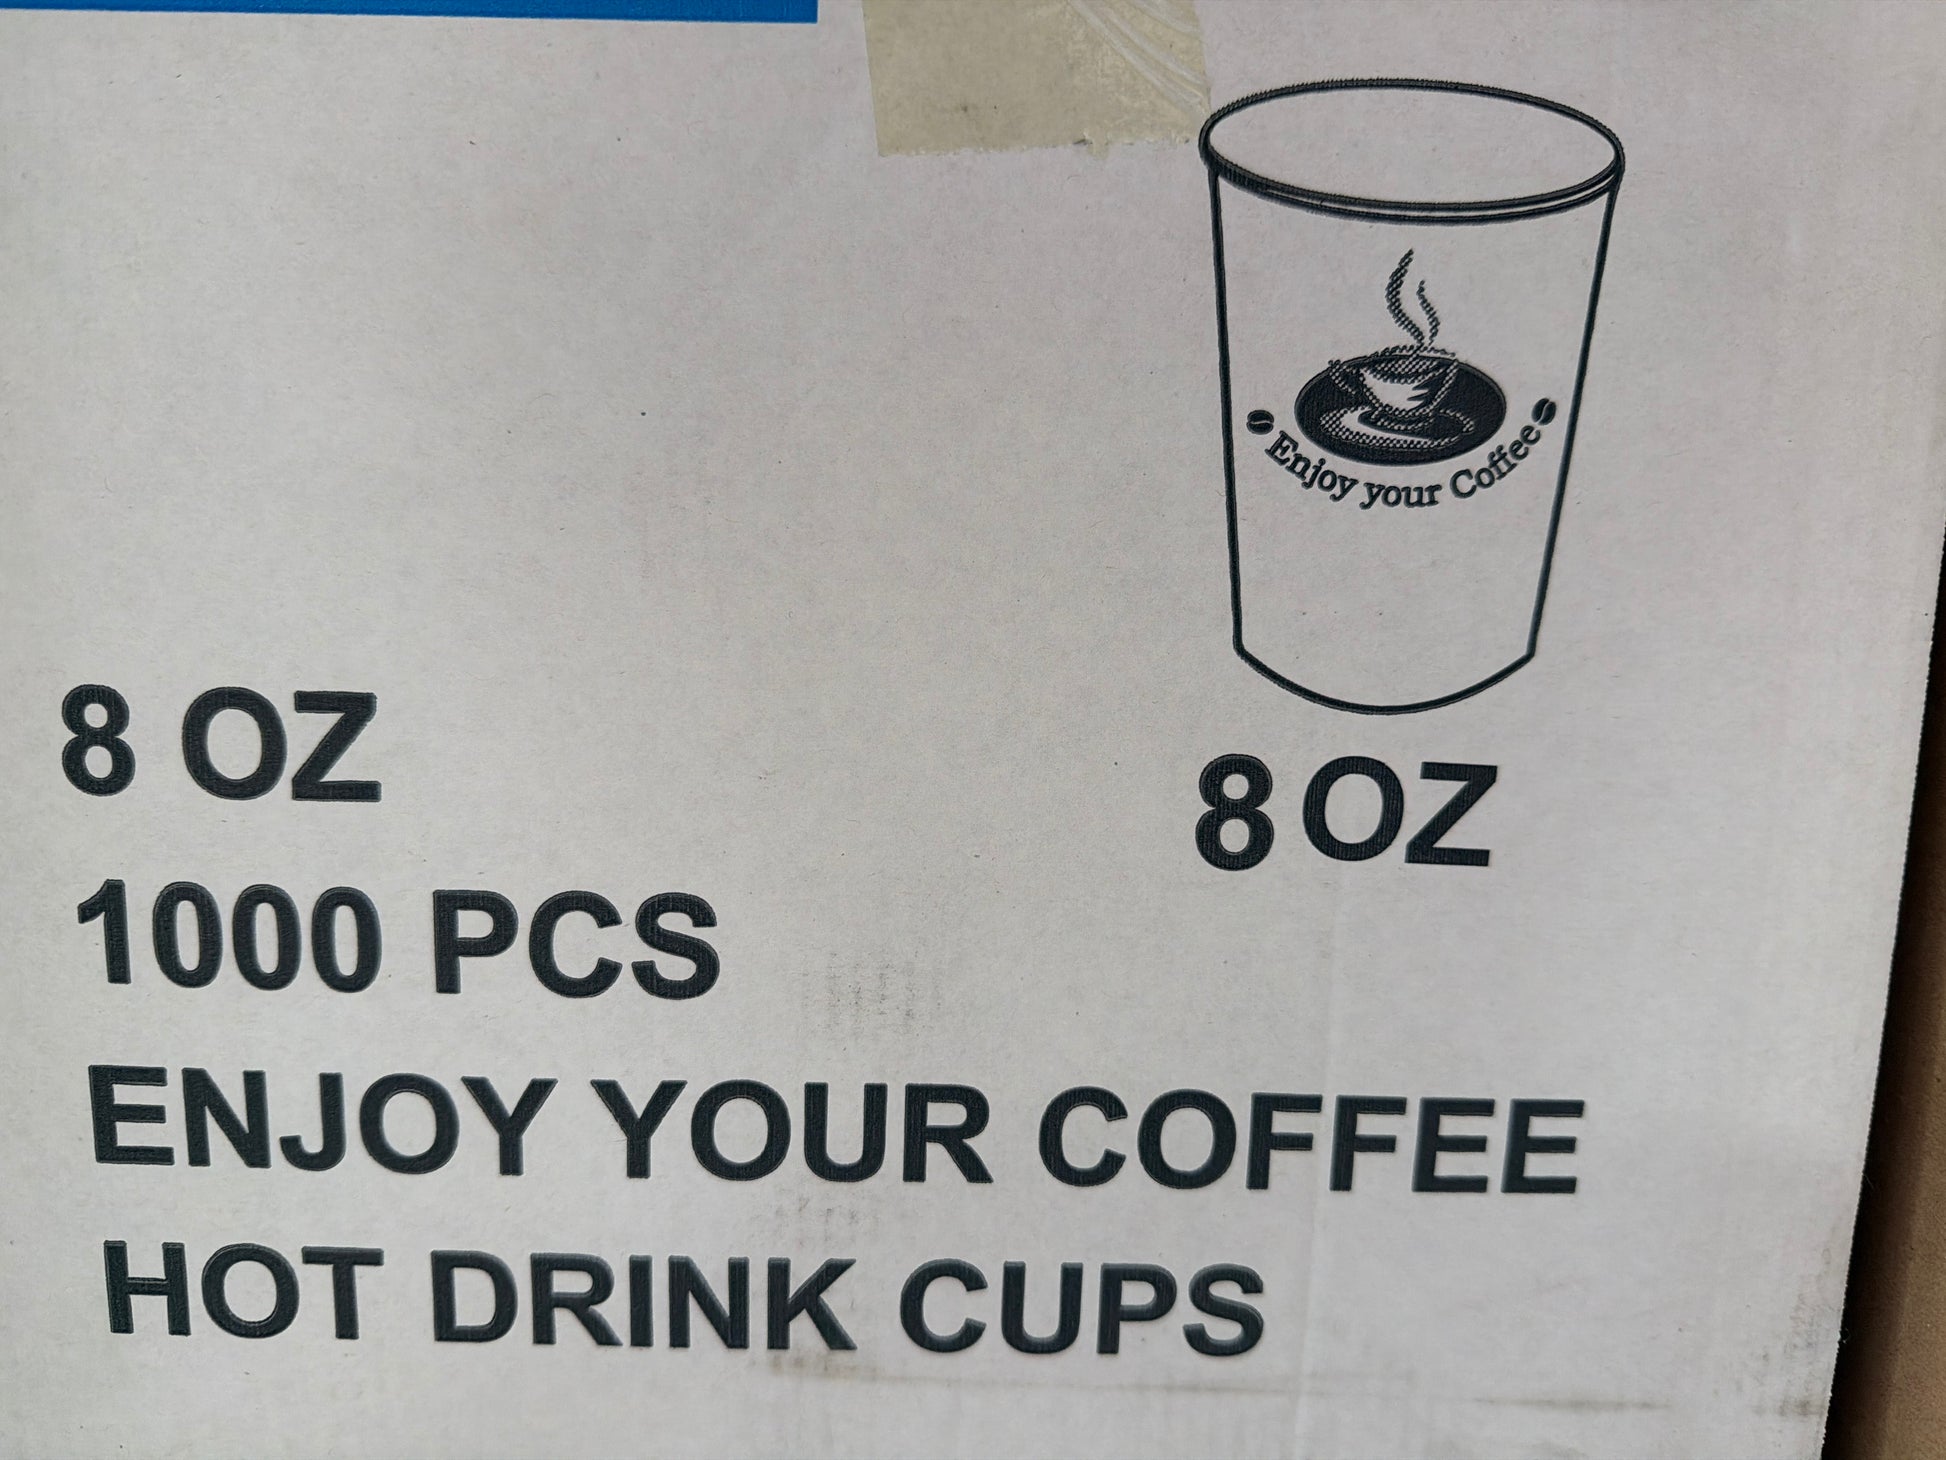 Enjoy your Coffee
8 OZ
8 OZ
1000 PCS
ENJOY YOUR COFFEE
HOT DRINK CUPS